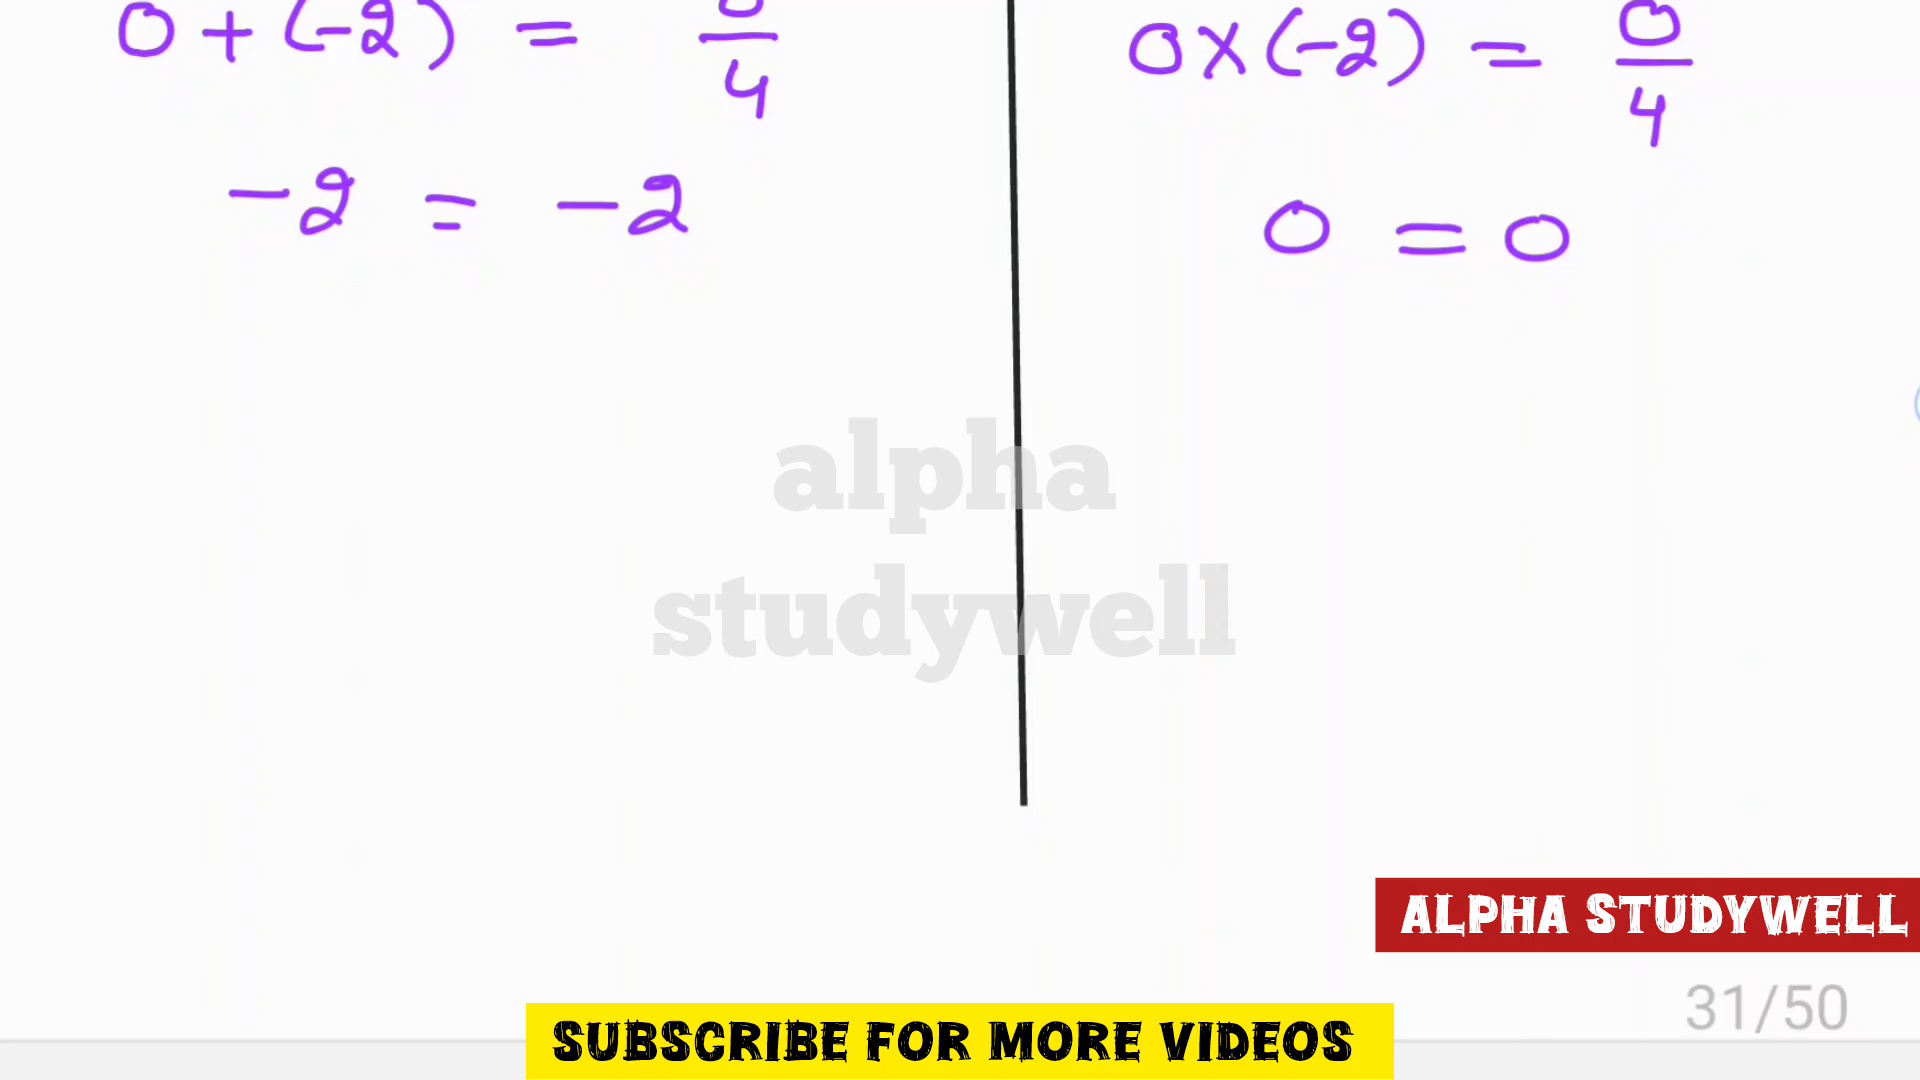 0 + (-2) = 8/4
-2 = -2
0 x (-2) = 0/4
0 = 0
alpha
studywell
ALPHA STUDYWELL
31/50
SUBSCRIBE FOR MORE VIDEOS